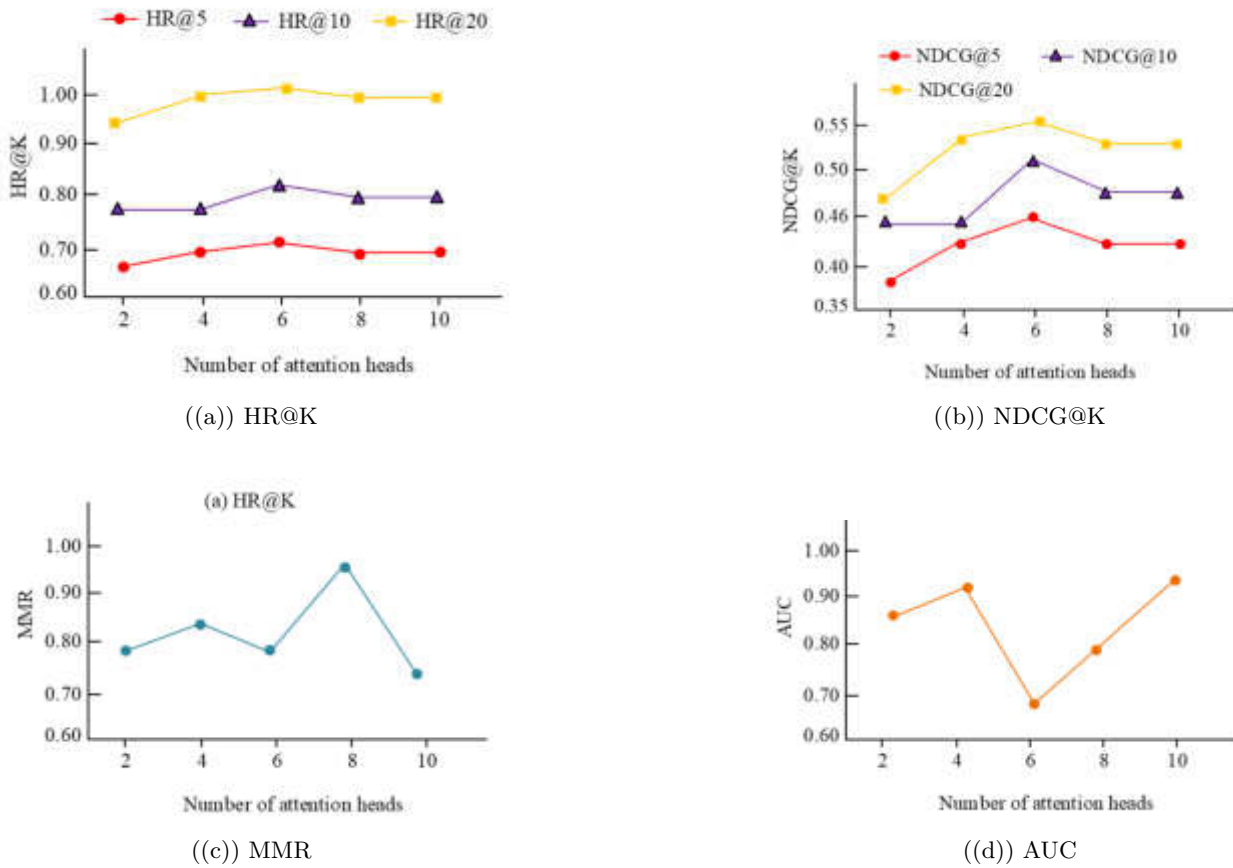 HR@5 HR@10 HR@20
1.00
0.90
0.80
0.70
0.60
HR@K
2 4 6 8 10
Number of attention heads
((a)) HR@K
NDCG@5 NDCG@10
NDCG@20
0.55
0.50
0.46
0.40
0.35
NDCG@K
2 4 6 8 10
Number of attention heads
((b)) NDCG@K
(a) HR@K
1.00
0.90
0.80
0.70
0.60
MMR
2 4 6 8 10
Number of attention heads
((c)) MMR
1.00
0.90
0.80
0.70
0.60
AUC
2 4 6 8 10
Number of attention heads
((d)) AUC